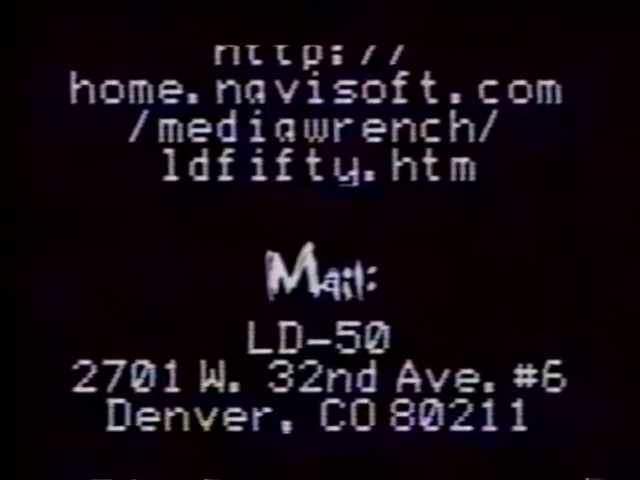 http://
home.navisoft.com
/mediawrench/
ldfifty.htm
Mail:
LD-50
2701 W. 32nd Ave. #6
Denver, CO 80211